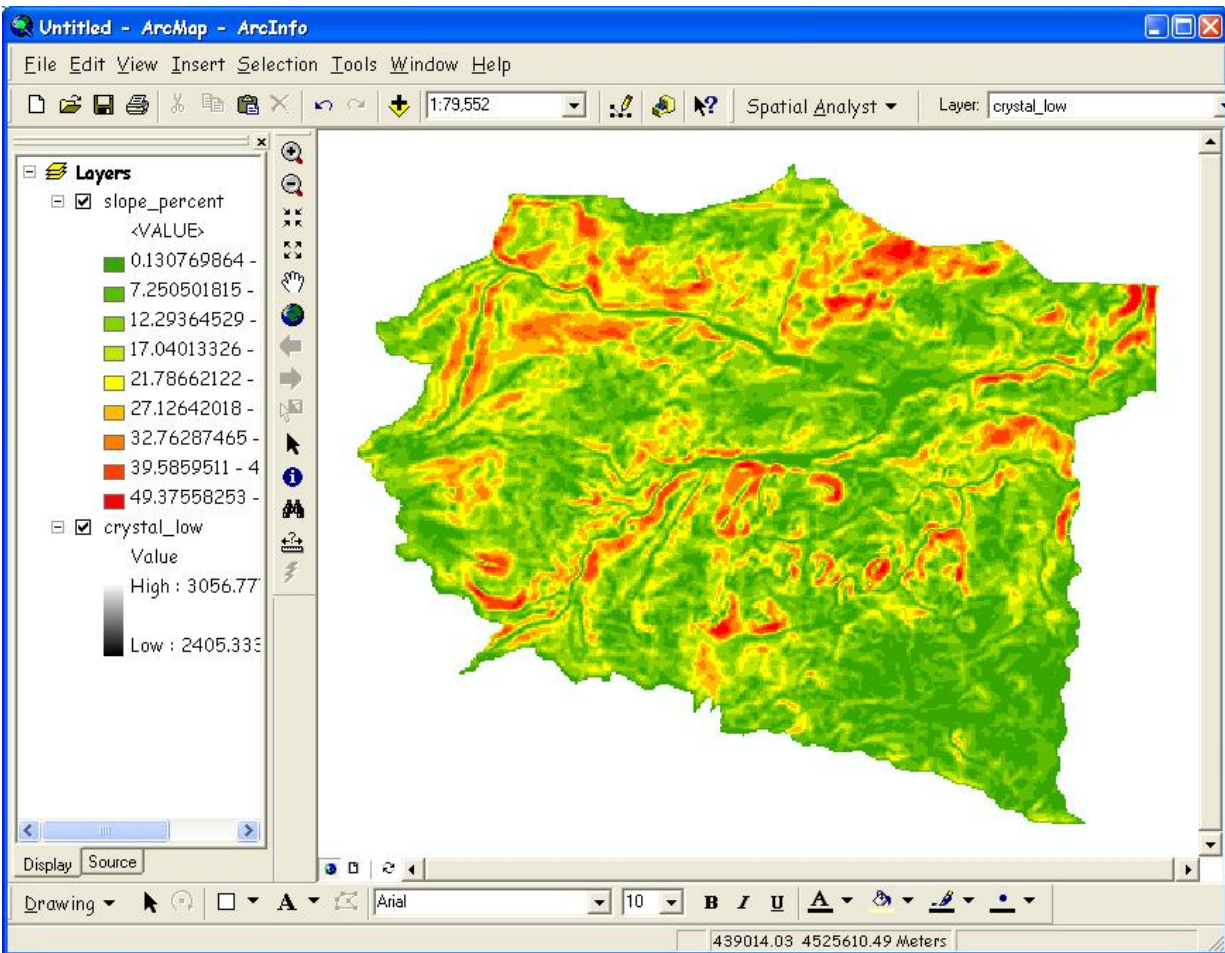 Untitled - ArcMap - ArcInfo
File Edit View Insert Selection Tools Window Help
1:79,552 Spatial Analyst Layer: crystal_low
Layers
slope_percent
<VALUE>
0.130769864 -
7.250501815 -
12.29364529 -
17.04013326 -
21.78662122 -
27.12642018 -
32.76287465 -
39.5859511 - 4
49.37558253 -
crystal_low
Value
High : 3056.77
Low : 2405.333
Display Source
Drawing A Arial 10 B I U A
439014.03 4525610.49 Meters